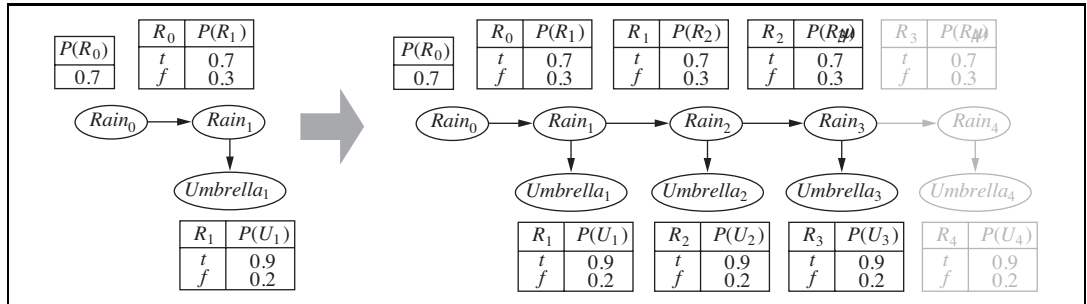 P(R0)
0.7
R0 P(R1)
t 0.7
f 0.3
Rain0
Rain1
Umbrella1
R1 P(U1)
t 0.9
f 0.2
P(R0)
0.7
R0 P(R1)
t 0.7
f 0.3
R1 P(R2)
t 0.7
f 0.3
R2
t 0.7
f 0.3
R3
t 0.7
f 0.3
Rain0
Rain1
Rain2
Rain3
Rain4
Umbrella1
Umbrella2
Umbrella3
Umbrella4
R1 P(U1)
t 0.9
f 0.2
R2 P(U2)
t 0.9
f 0.2
R3 P(U3)
t 0.9
f 0.2
R4 P(U4)
t 0.9
f 0.2